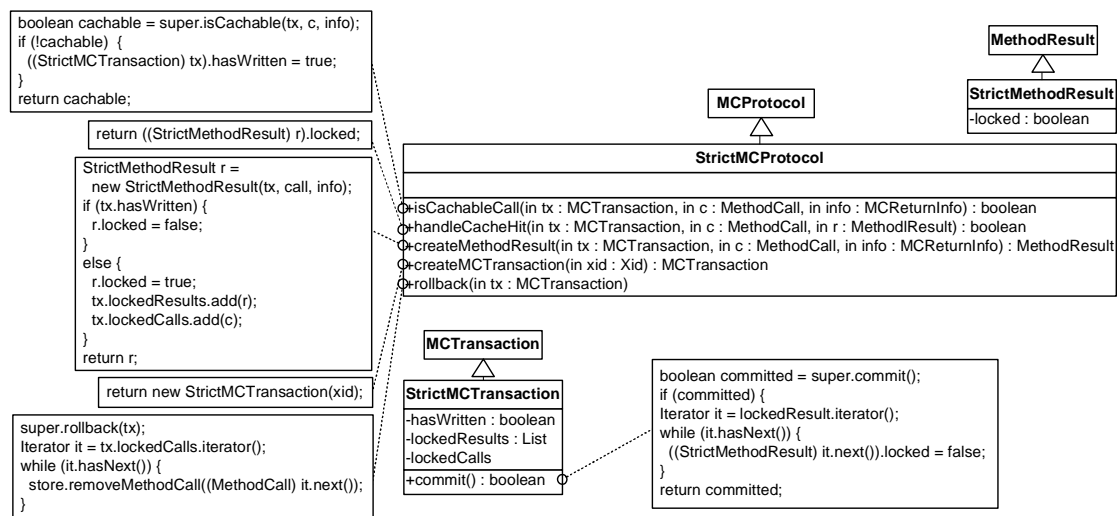 boolean cachable = super.isCachable(tx, c, info);
if (!cachable) {
((StrictMCTransaction) tx).hasWritten = true;
}
return cachable;
return ((StrictMethodResult) r).locked;
StrictMethodResult r =
new StrictMethodResult(tx, call, info);
if (tx.hasWritten) {
r.locked = false;
}
else {
r.locked = true;
tx.lockedResults.add(r);
tx.lockedCalls.add(c);
}
return r;
return new StrictMCTransaction(xid);
super.rollback(tx);
Iterator it = tx.lockedCalls.iterator();
while (it.hasNext()) {
store.removeMethodCall((MethodCall) it.next());
}
MethodResult
StrictMethodResult
-locked : boolean
MCProtocol
StrictMCProtocol
+isCachableCall(in tx : MCTransaction, in c : MethodCall, in info : MCReturnInfo) : boolean
+handleCacheHit(in tx : MCTransaction, in c : MethodCall, in r : MethodlResult) : boolean
+createMethodResult(in tx : MCTransaction, in c : MethodCall, in info : MCReturnInfo) : MethodResult
+createMCTransaction(in xid : Xid) : MCTransaction
+rollback(in tx : MCTransaction)
MCTransaction
StrictMCTransaction
-hasWritten : boolean
-lockedResults : List
-lockedCalls
+commit() : boolean
boolean committed = super.commit();
if (committed) {
Iterator it = lockedResult.iterator();
while (it.hasNext()) {
((StrictMethodResult) it.next()).locked = false;
}
return committed;